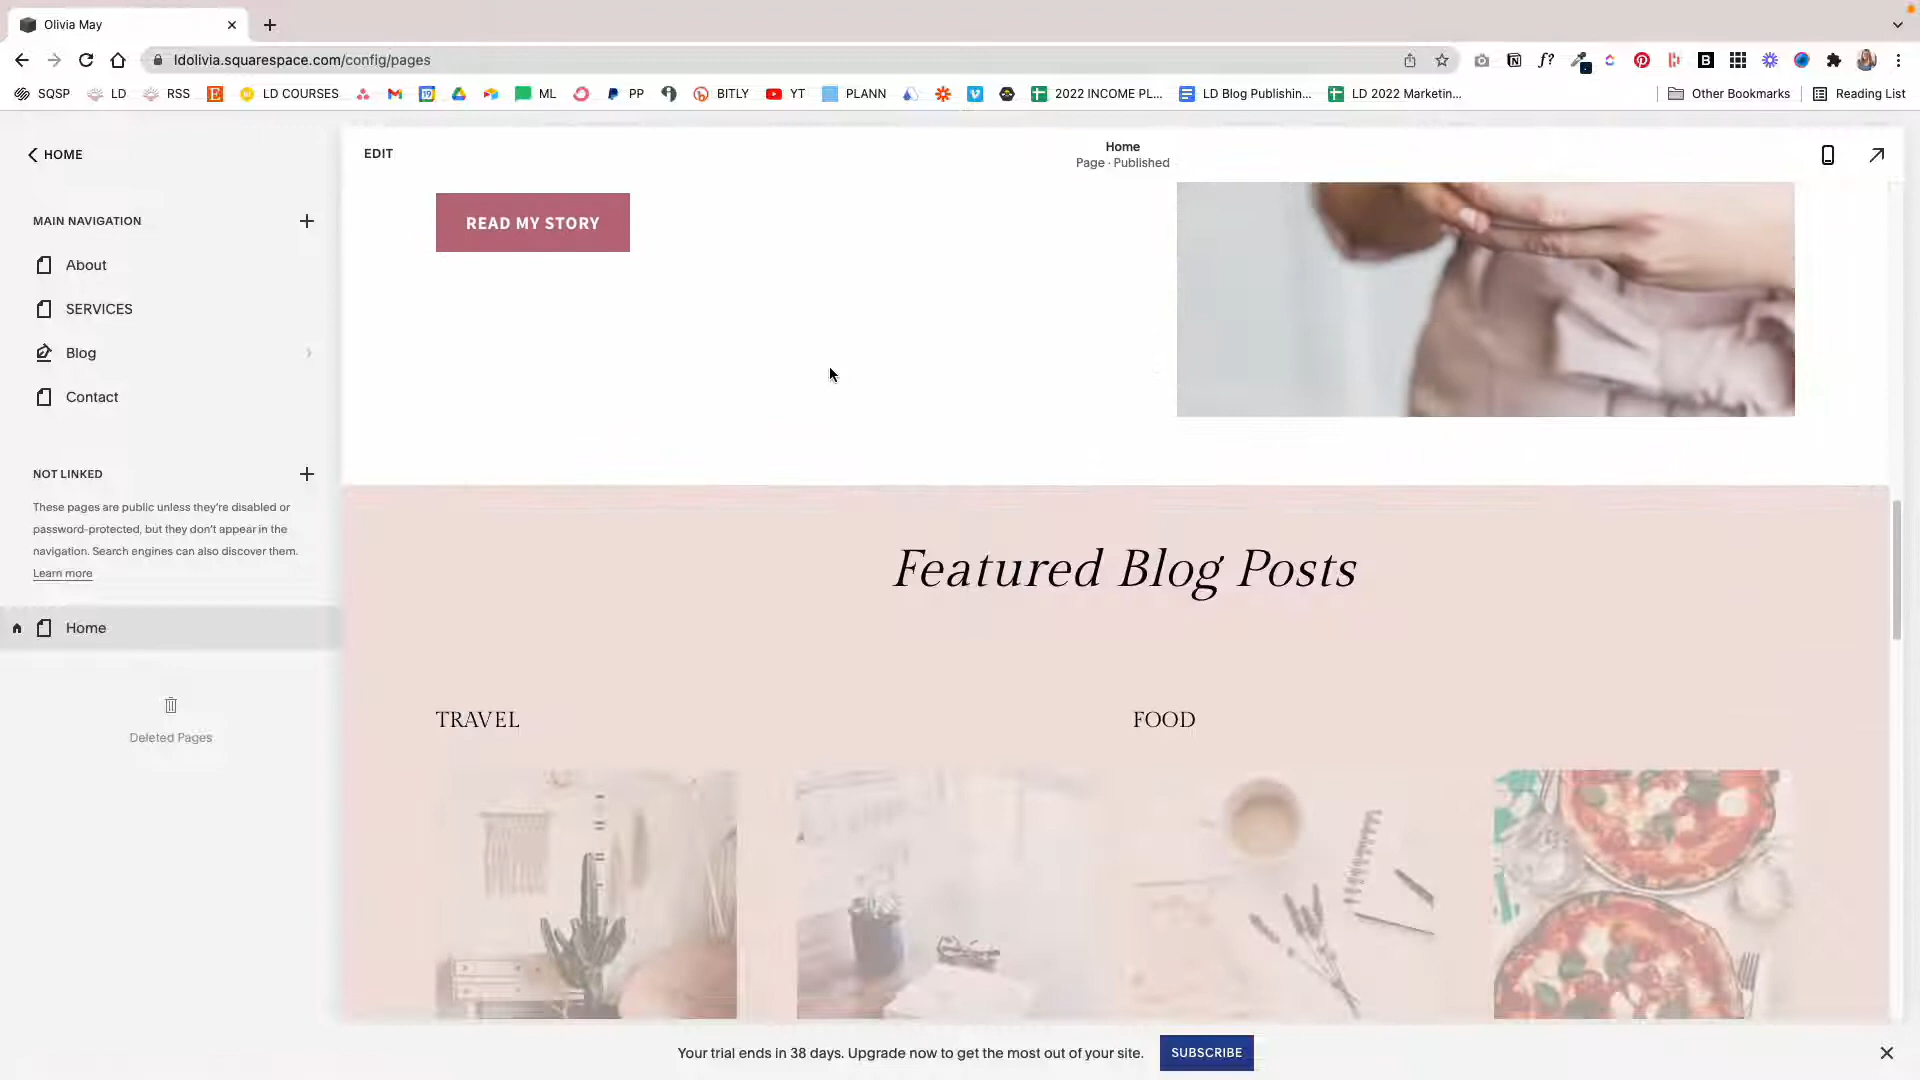 Olivia May
ldolivia.squarespace.com/config/pages
SQSP LD RSS LD COURSES ML PP BITLY YT PLANN 2022 INCOME PL... LD Blog Publishin... LD 2022 Marketin... Other Bookmarks Reading List
HOME
EDIT
Home
Page · Published
MAIN NAVIGATION
About
SERVICES
Blog
Contact
NOT LINKED
These pages are public unless they're disabled or
password-protected, but they don't appear in the
navigation. Search engines can also discover them.
Learn more
Home
Deleted Pages
READ MY STORY
Featured Blog Posts
TRAVEL
FOOD
Your trial ends in 38 days. Upgrade now to get the most out of your site.
SUBSCRIBE